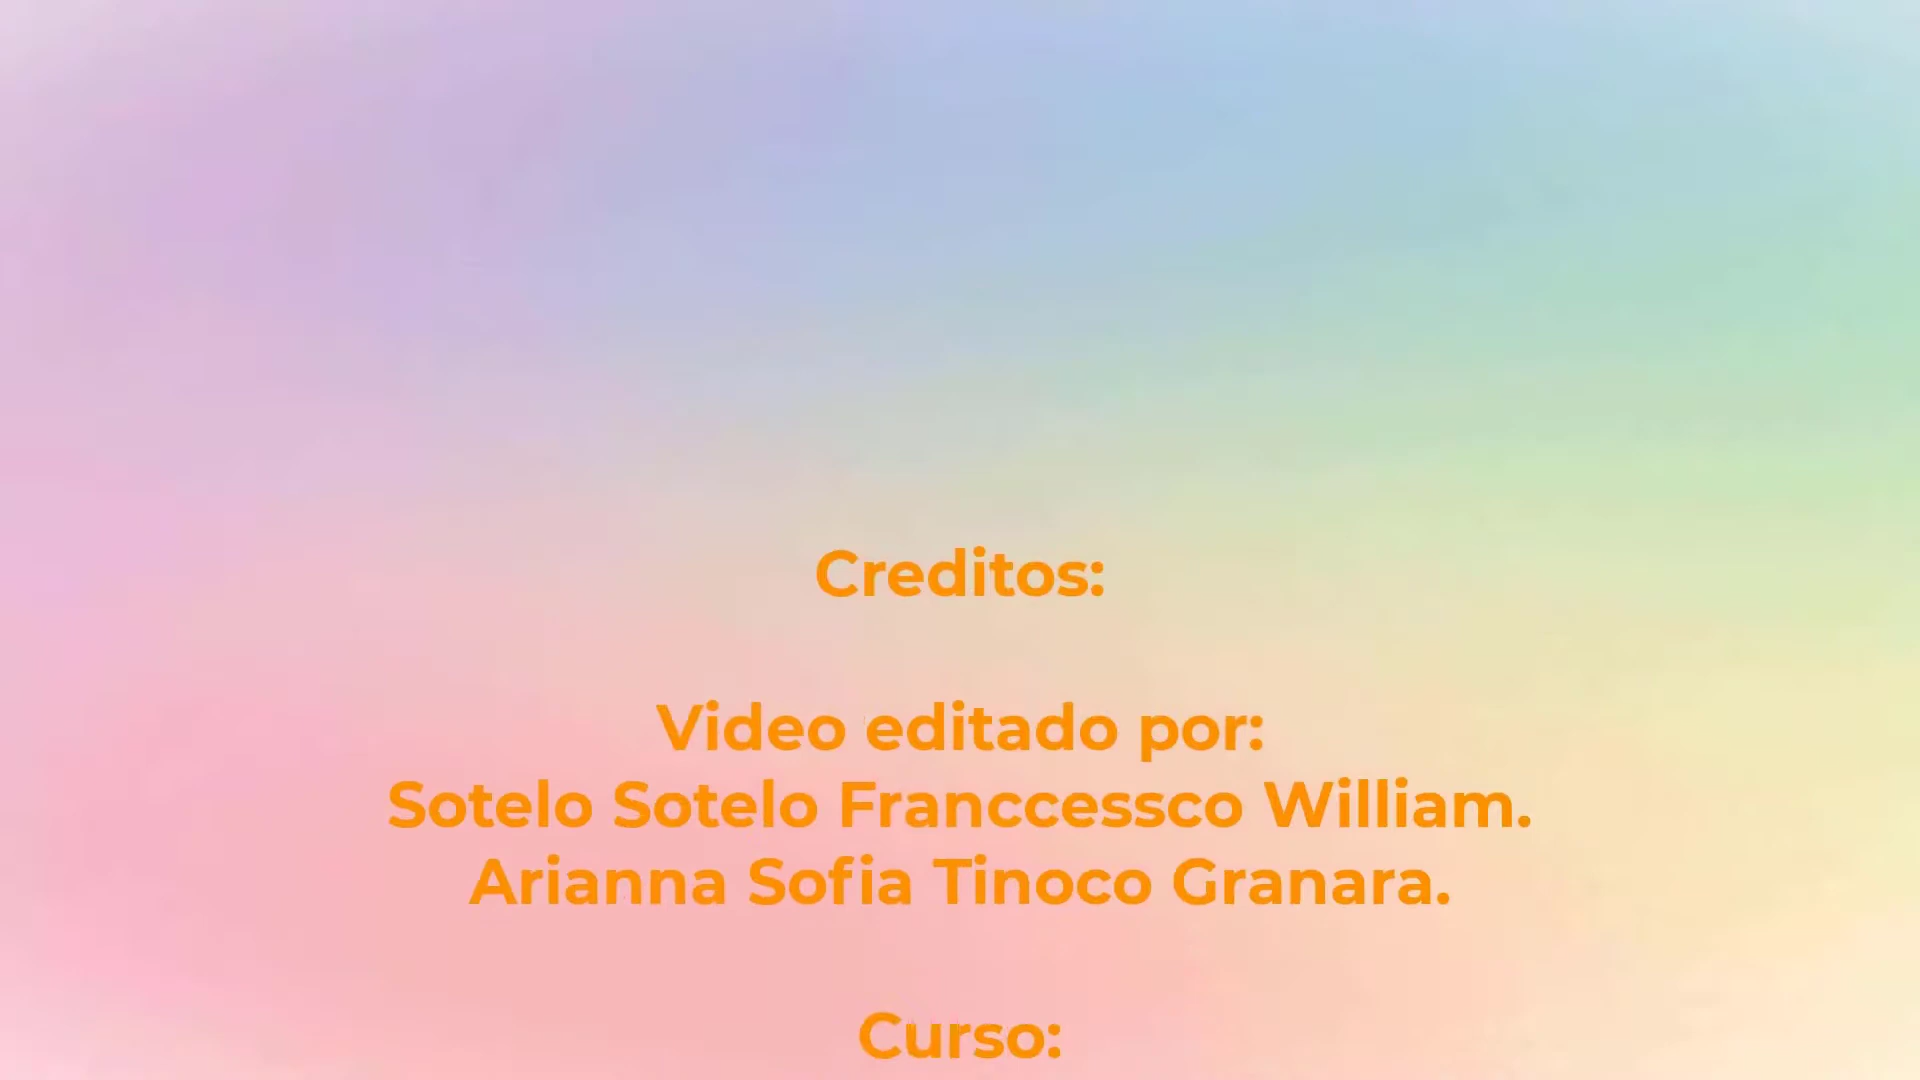 Creditos:
Video editado por:
Sotelo Sotelo Franccessco William.
Arianna Sofia Tinoco Granara.
Curso: